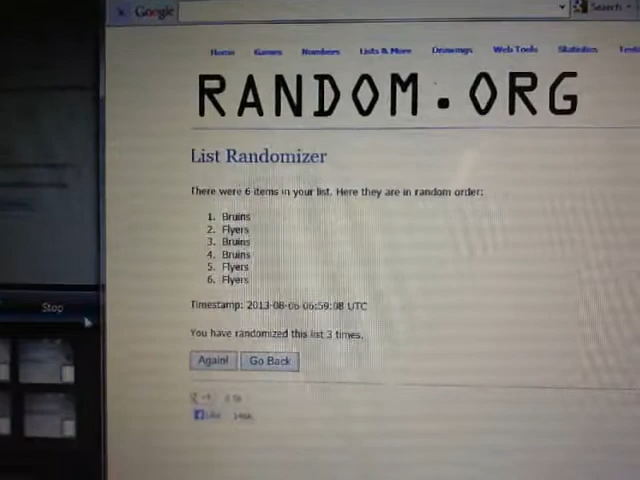 Google
Search
Home Games Numbers Lists & More Drawings Web Tools Statistics
RANDOM.ORG
List Randomizer
There were 6 items in your list. Here they are in random order:
1. Bruins
2. Flyers
3. Bruins
4. Bruins
5. Flyers
6. Flyers
Timestamp: 2013-08-06 06:59:08 UTC
You have randomized this list 3 times.
Again! Go Back
Stop
Like